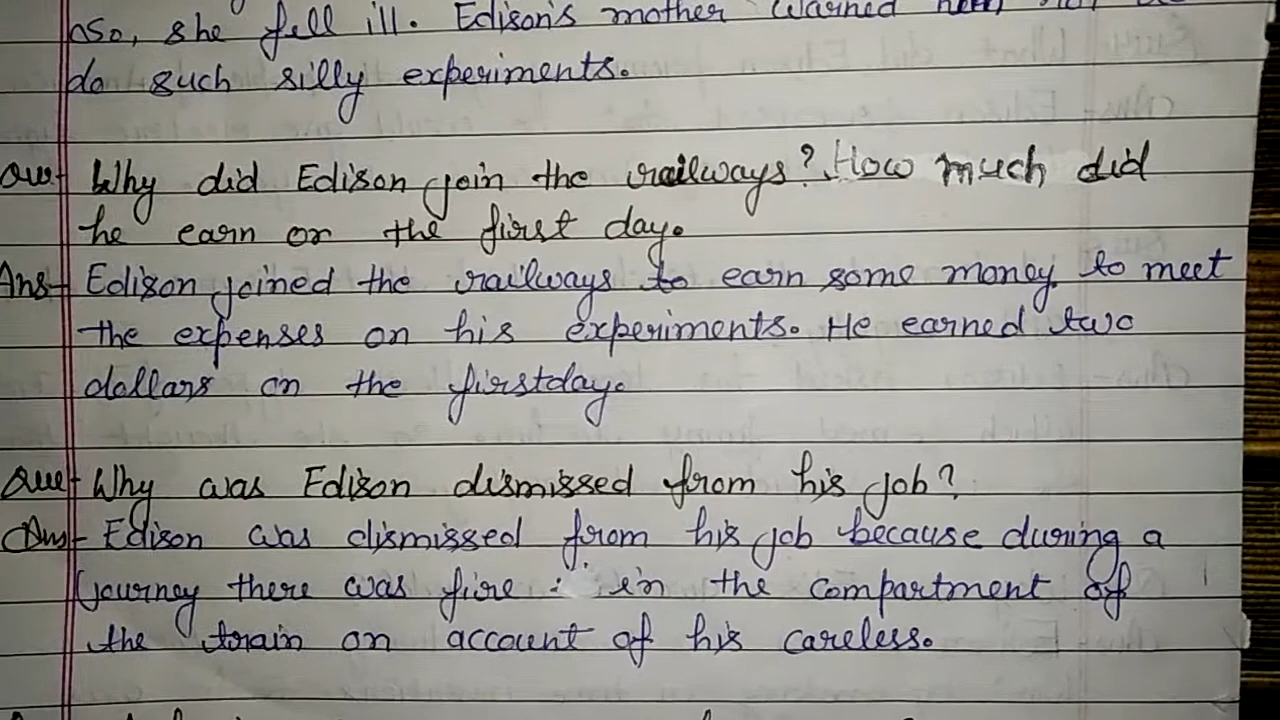 so, she fell ill. Edison's mother warned him not to
do such silly experiments.
Que- Why did Edison join the railways? How much did
he earn on the first day.
Ans- Edison joined the railways to earn some money to meet
the expenses on his experiments. He earned two
dollars on the firstday.
Que- Why was Edison dismissed from his job?
Ans- Edison was dismissed from his job because during a
journey there was fire in the compartment of
the train on account of his careless.